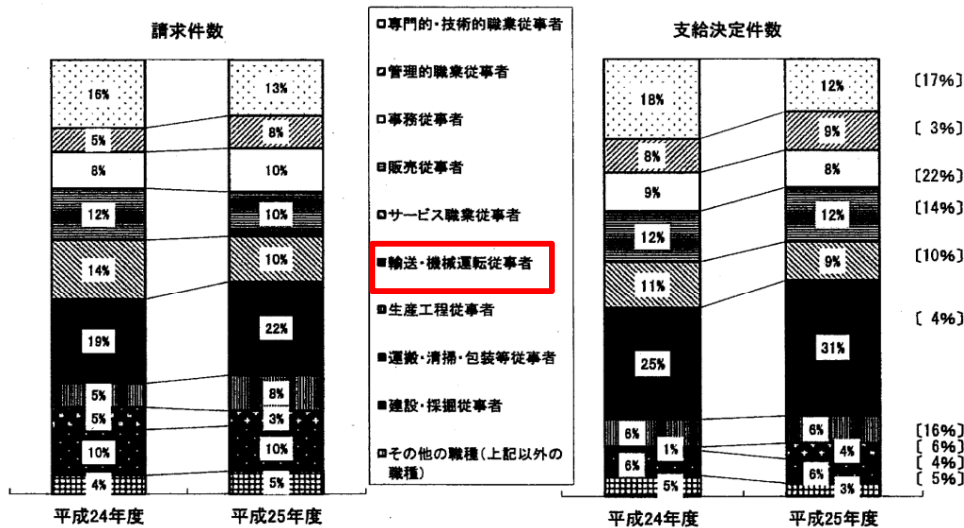 請求件数
16%
5%
8%
12%
14%
19%
5%
5%
10%
4%
平成24年度
13%
8%
10%
10%
10%
22%
8%
3%
10%
5%
平成25年度
専門的・技術的職業従事者
管理的職業従事者
事務従事者
販売従事者
サービス職業従事者
輸送・機械運転従事者
生産工程従事者
運搬・清掃・包装等従事者
建設・採掘従事者
その他の職種(上記以外の
職種)
支給決定件数
18%
8%
9%
12%
11%
25%
6%
1%
6%
5%
平成24年度
12%
9%
8%
12%
9%
31%
6%
4%
6%
3%
平成25年度
〔17%〕
〔 3%〕
〔22%〕
〔14%〕
〔10%〕
〔 4%〕
〔16%〕
〔 6%〕
〔 4%〕
〔 5%〕